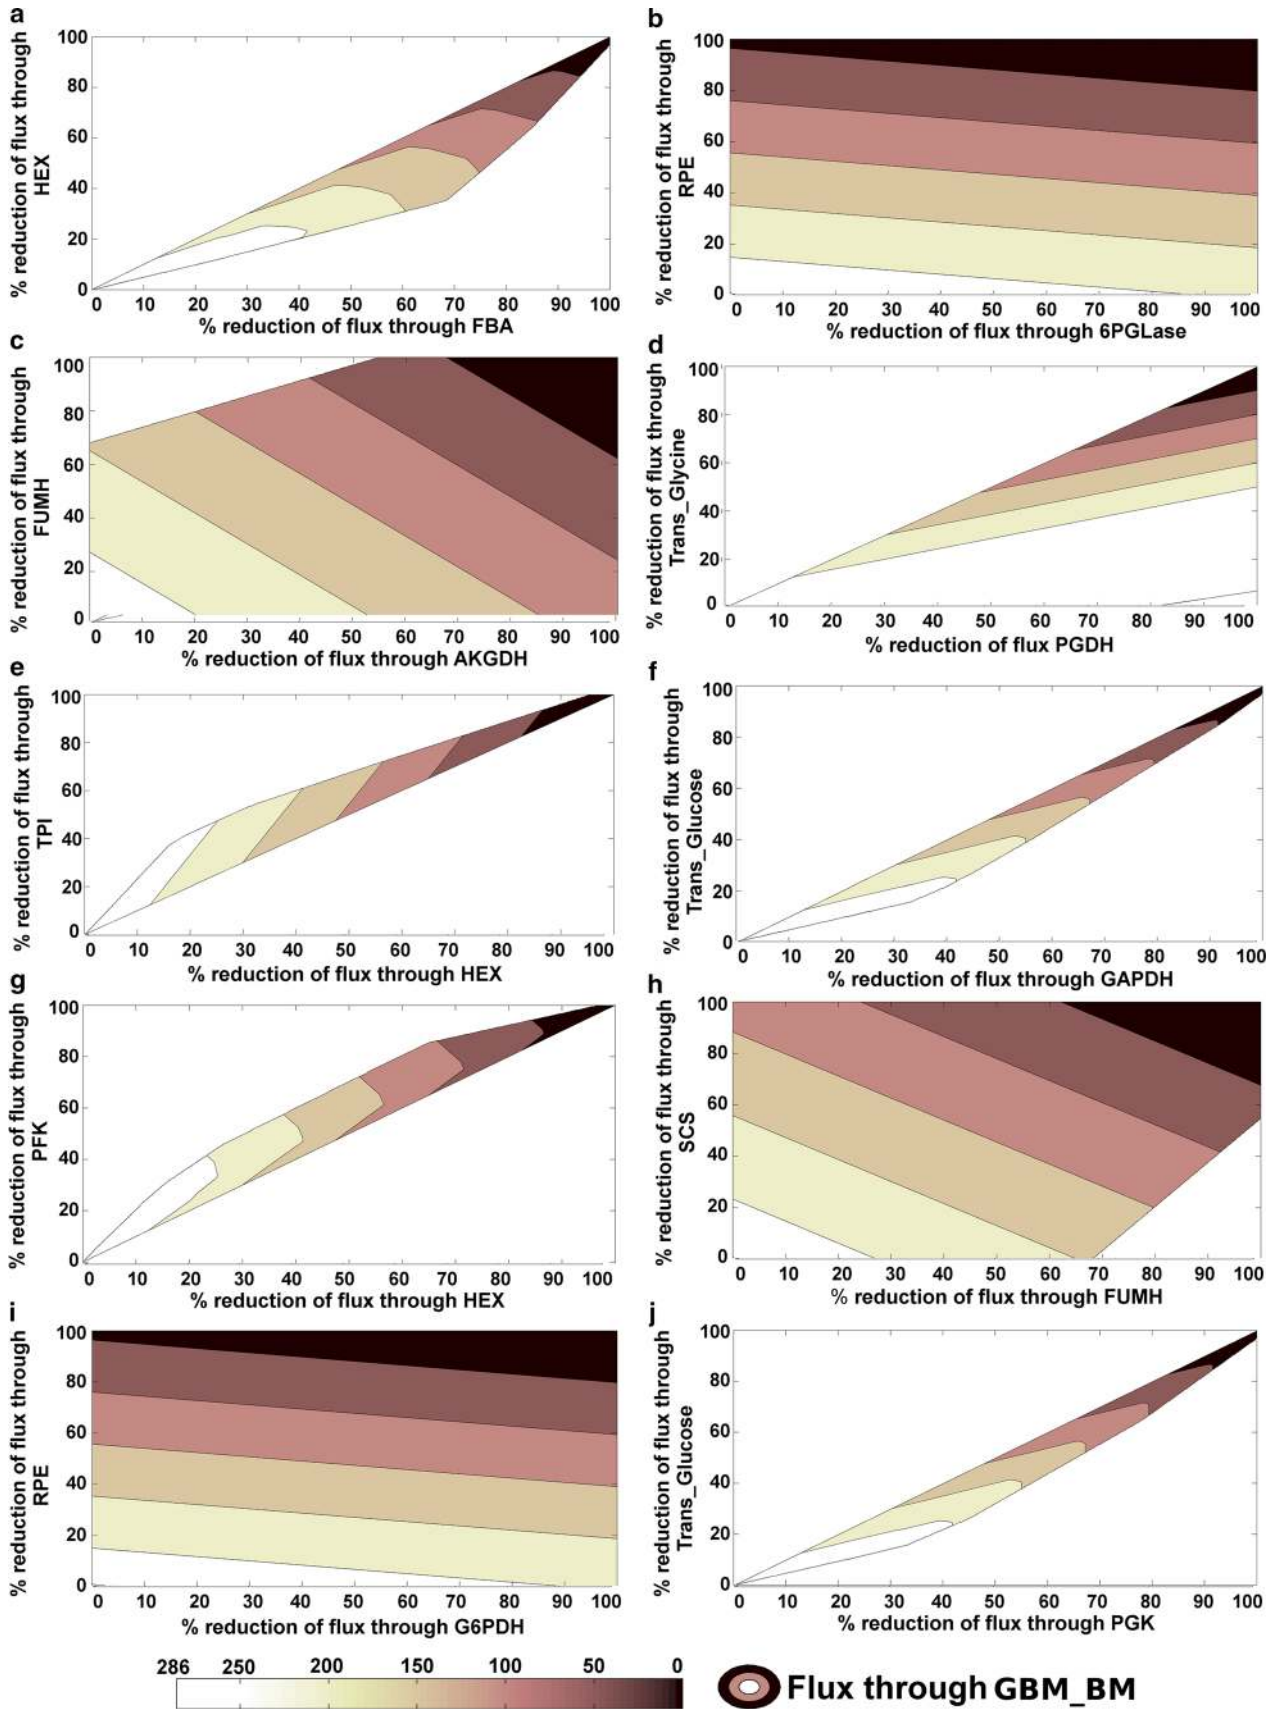 a
% reduction of flux through
HEX
100
80
60
40
20
0
0 10 20 30 40 50 60 70 80 90 100
% reduction of flux through FBA
b
% reduction of flux through
RPE
100
80
60
40
20
0
0 10 20 30 40 50 60 70 80 90 100
% reduction of flux through 6PGLase
c
% reduction of flux through
FUMH
100
80
60
40
20
0
0 10 20 30 40 50 60 70 80 90 100
% reduction of flux through AKGDH
d
% reduction of flux through
Trans_Glycine
100
80
60
40
20
0
0 10 20 30 40 50 60 70 80 90 100
% reduction of flux PGDH
e
% reduction of flux through
TPI
100
80
60
40
20
0
0 10 20 30 40 50 60 70 80 90 100
% reduction of flux through HEX
f
% reduction of flux through
Trans_Glucose
100
80
60
40
20
0
0 10 20 30 40 50 60 70 80 90 100
% reduction of flux through GAPDH
g
% reduction of flux through
PFK
100
80
60
40
20
0
0 10 20 30 40 50 60 70 80 90 100
% reduction of flux through HEX
h
% reduction of flux through
SCS
100
80
60
40
20
0
0 10 20 30 40 50 60 70 80 90 100
% reduction of flux through FUMH
i
% reduction of flux through
RPE
100
80
60
40
20
0
0 10 20 30 40 50 60 70 80 90 100
% reduction of flux through G6PDH
j
% reduction of flux through
Trans_Glucose
100
80
60
40
20
0
0 10 20 30 40 50 60 70 80 90 100
% reduction of flux through PGK
286 250 200 150 100 50 0
Flux through GBM_BM